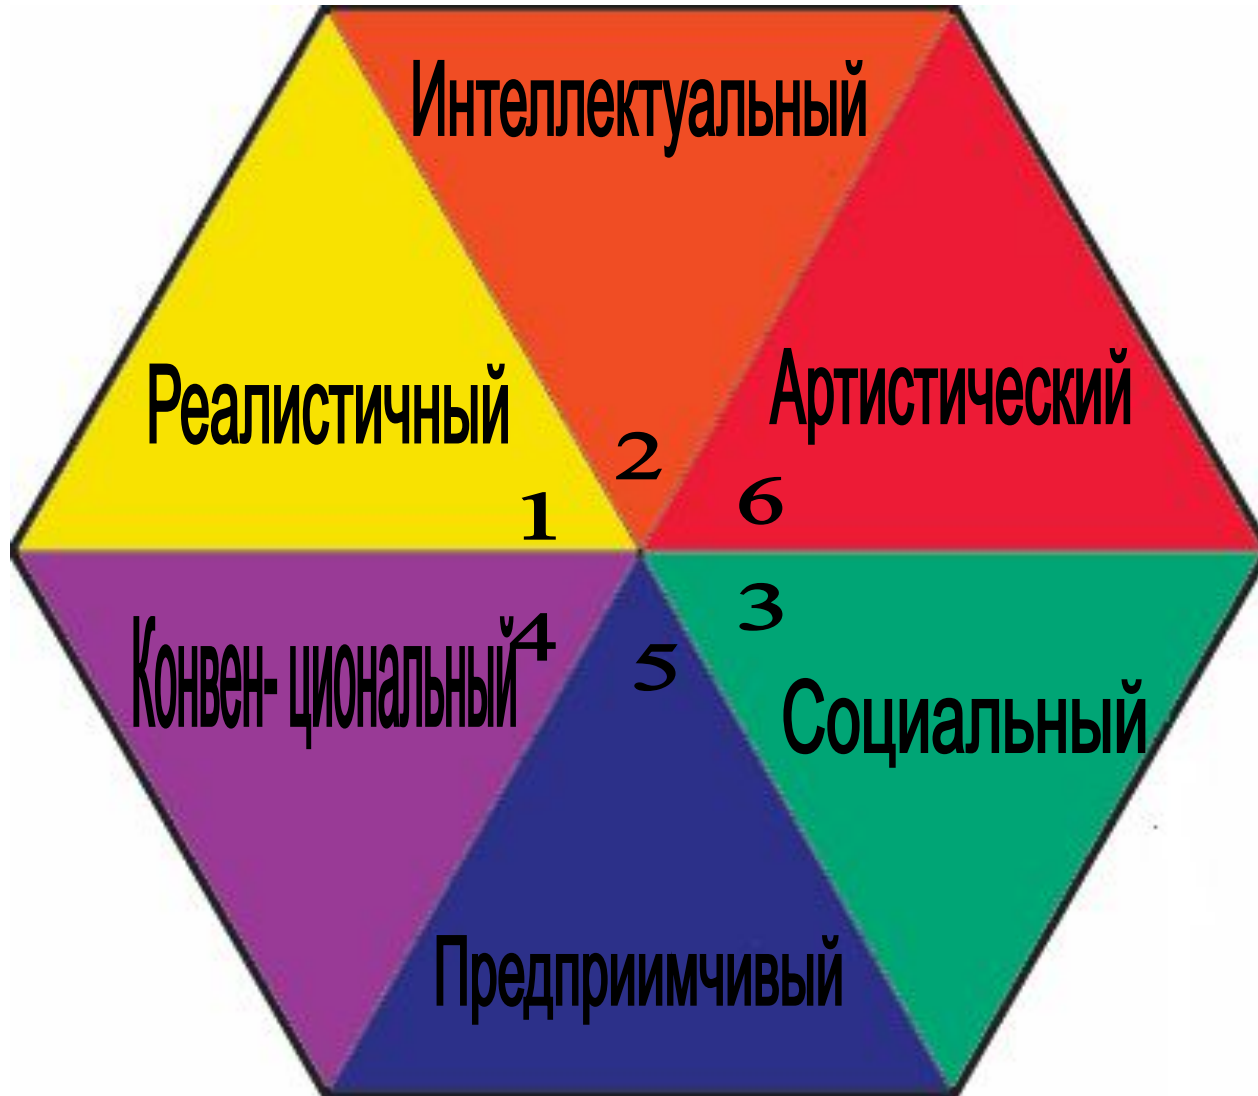 Интеллектуальный
Реалистичный
Артистический
2
1
6
Конвен- циональный
4
5
3
Социальный
Предприимчивый